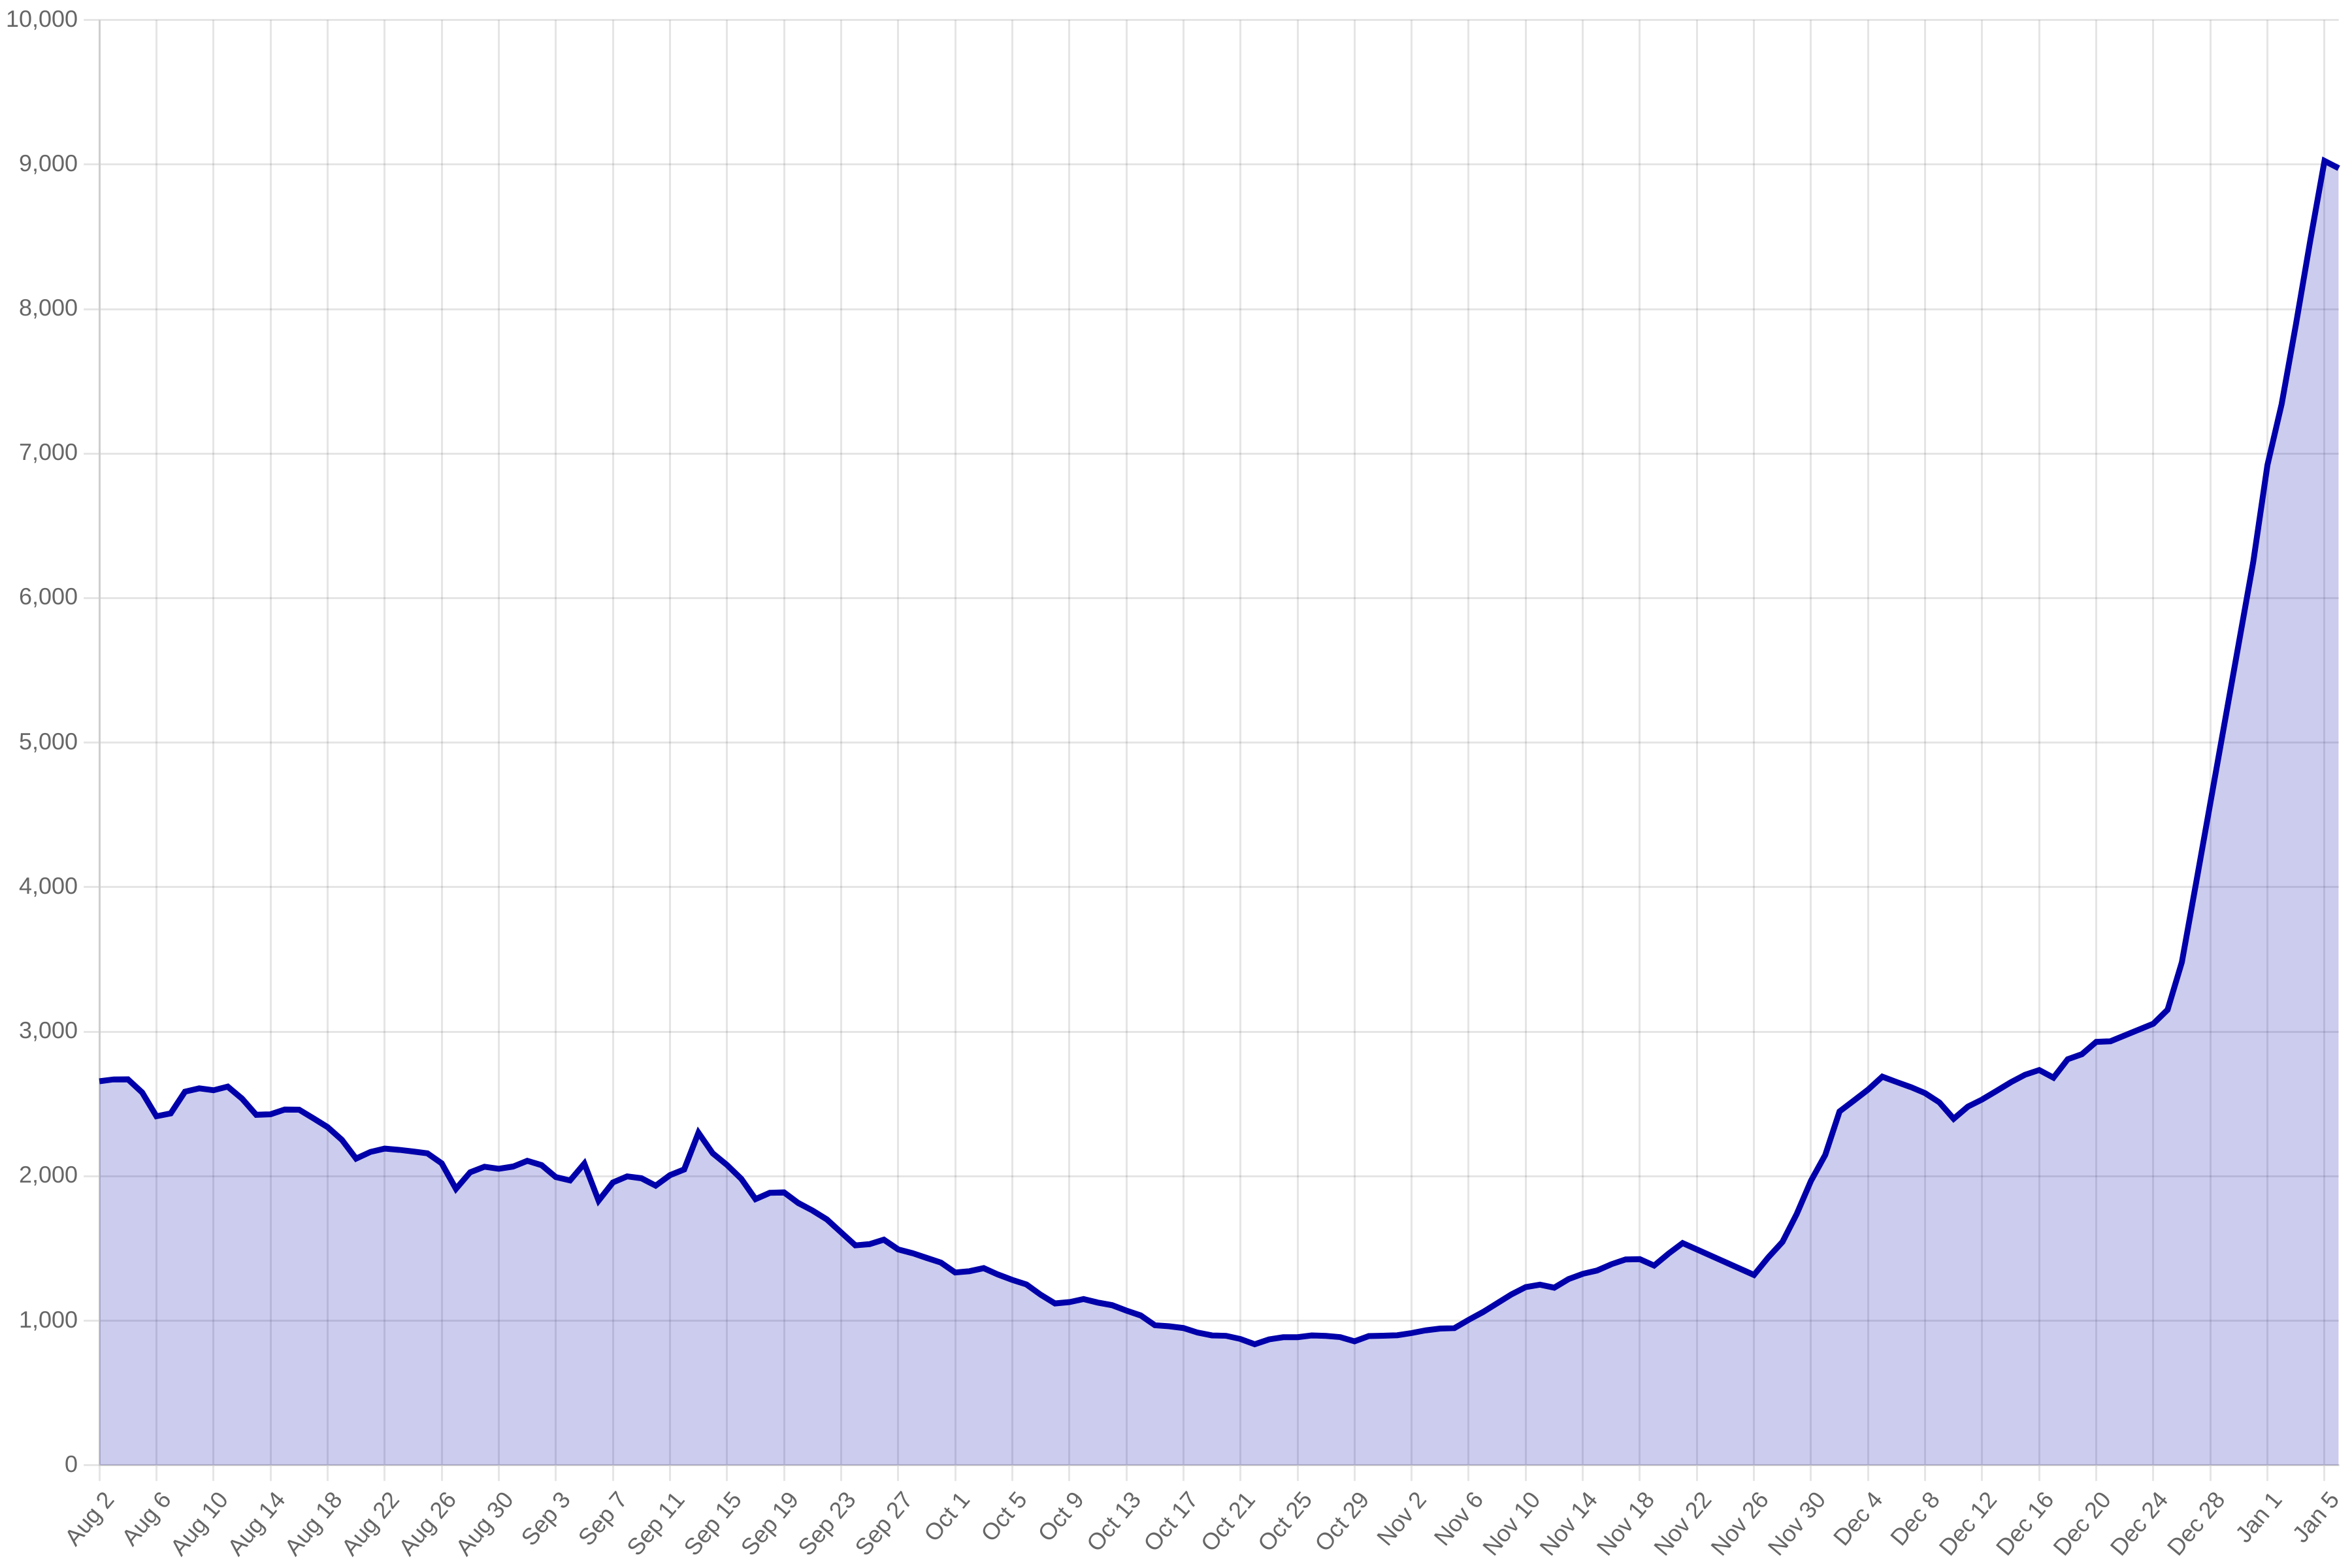 10,000
9,000
8,000
7,000
6,000
5,000
4,000
3,000
2,000
1,000
0
Aug 2
Aug 6
Aug 10
Aug 14
Aug 18
Aug 22
Aug 26
Aug 30
Sep 3
Sep 7
Sep 11
Sep 15
Sep 19
Sep 23
Sep 27
Oct 1
Oct 5
Oct 9
Oct 13
Oct 17
Oct 21
Oct 25
Oct 29
Nov 2
Nov 6
Nov 10
Nov 14
Nov 18
Nov 22
Nov 26
Nov 30
Dec 4
Dec 8
Dec 12
Dec 16
Dec 20
Dec 24
Dec 28
Jan 1
Jan 5